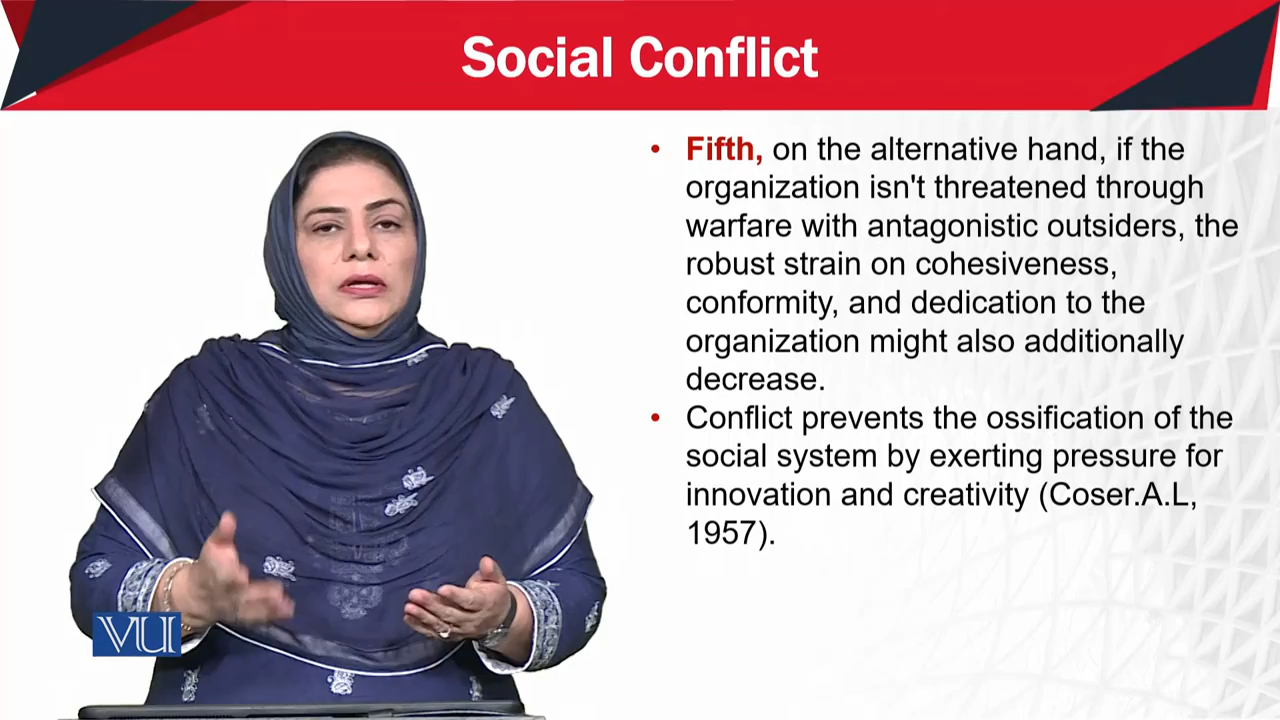 Social Conflict
• Fifth, on the alternative hand, if the
organization isn't threatened through
warfare with antagonistic outsiders, the
robust strain on cohesiveness,
conformity, and dedication to the
organization might also additionally
decrease.
• Conflict prevents the ossification of the
social system by exerting pressure for
innovation and creativity (Coser.A.L,
1957).
VU